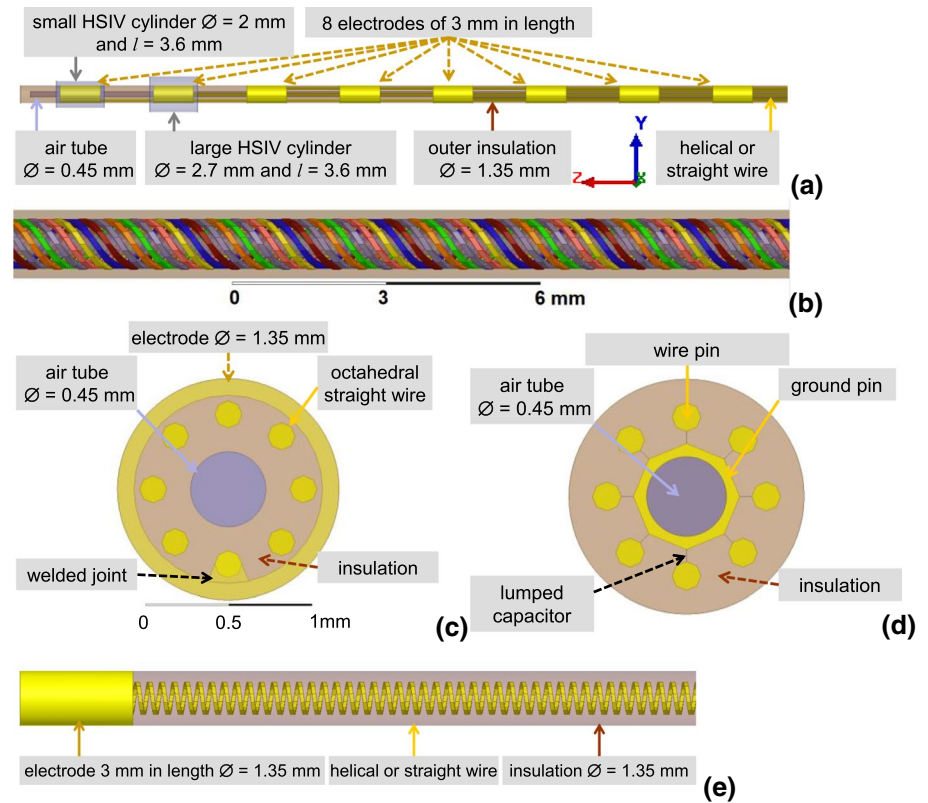 small HSIV cylinder Ø = 2 mm
and l = 3.6 mm
8 electrodes of 3 mm in length
air tube
Ø = 0.45 mm
large HSIV cylinder
Ø = 2.7 mm and l = 3.6 mm
outer insulation
Ø = 1.35 mm
Y
Z
X
helical or
straight wire
(a)
0
3
6 mm
(b)
electrode Ø = 1.35 mm
air tube
Ø = 0.45 mm
octahedral
straight wire
welded joint
insulation
0
0.5
1mm
(c)
wire pin
air tube
Ø = 0.45 mm
ground pin
lumped
capacitor
insulation
(d)
electrode 3 mm in length Ø = 1.35 mm
helical or straight wire
insulation Ø = 1.35 mm
(e)